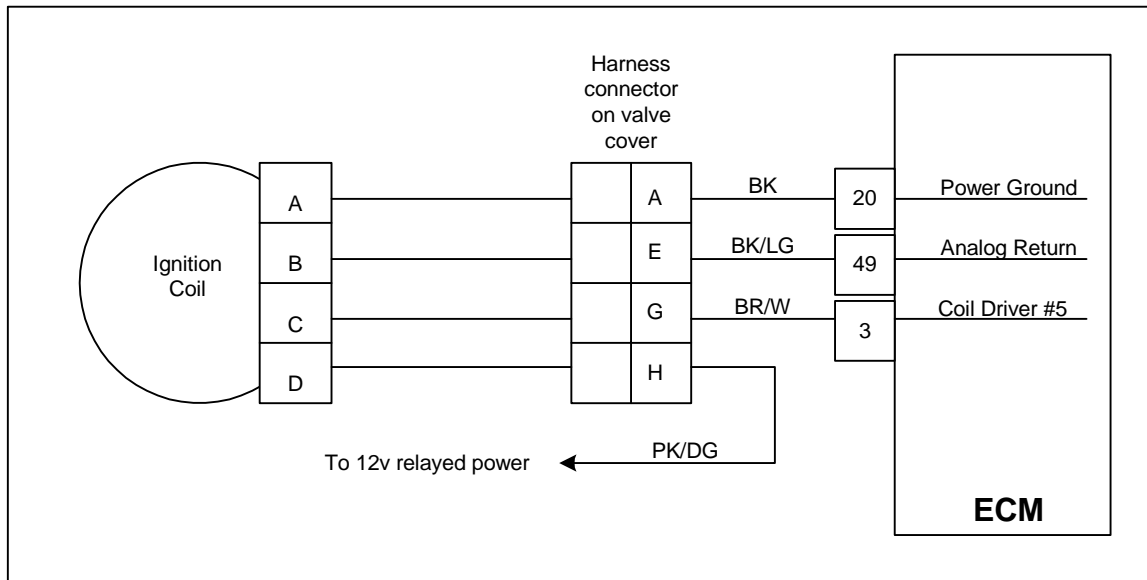 Harness
connector
on valve
cover
Ignition
Coil
A
B
C
D
A
E
G
H
BK
BK/LG
BR/W
20
49
3
Power Ground
Analog Return
Coil Driver #5
To 12v relayed power
PK/DG
ECM